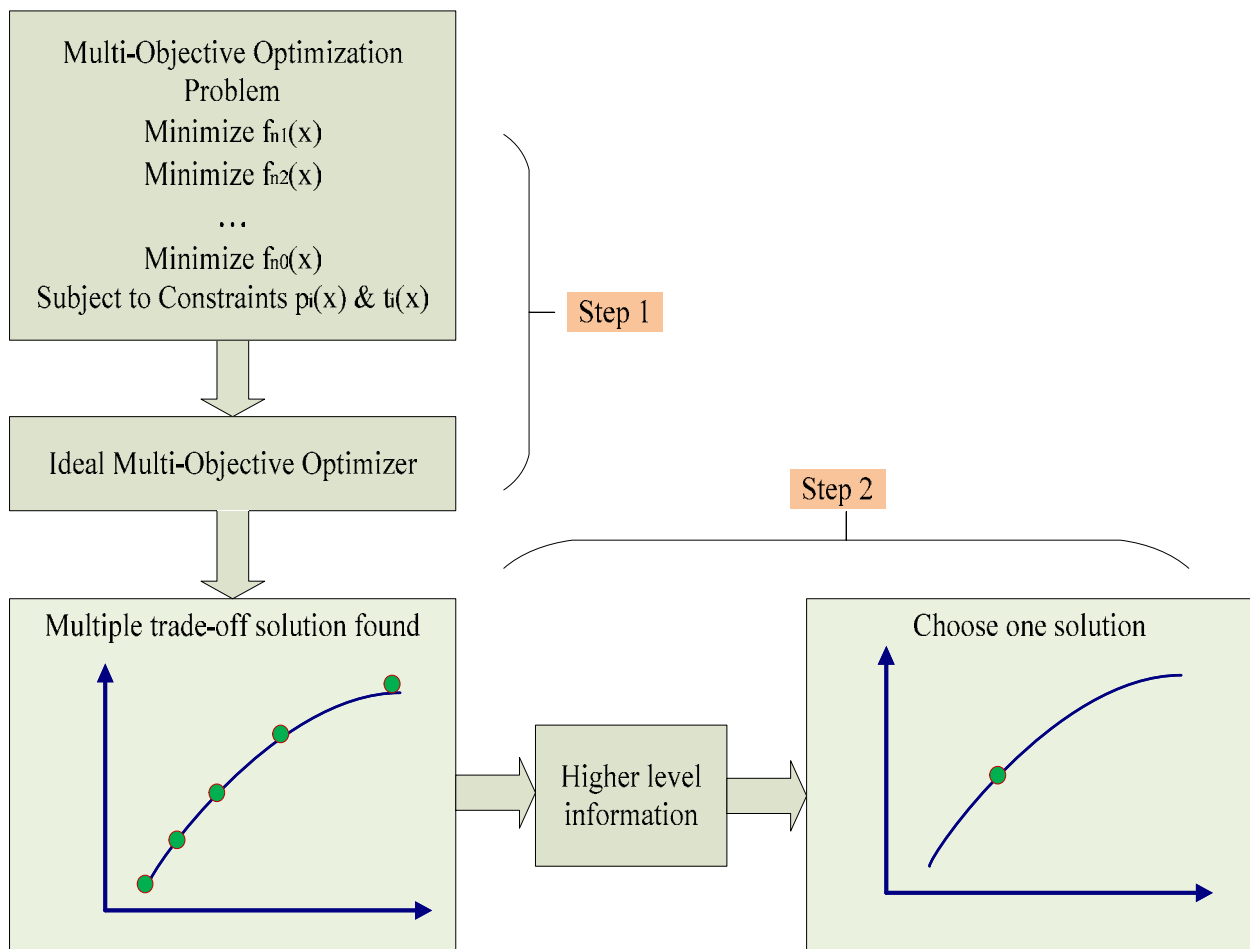 Multi-Objective Optimization
Problem
Minimize fn1(x)
Minimize fn2(x)
...
Minimize fn0(x)
Subject to Constraints pi(x) & ti(x)
Step 1
Ideal Multi-Objective Optimizer
Step 2
Multiple trade-off solution found
Higher level
information
Choose one solution